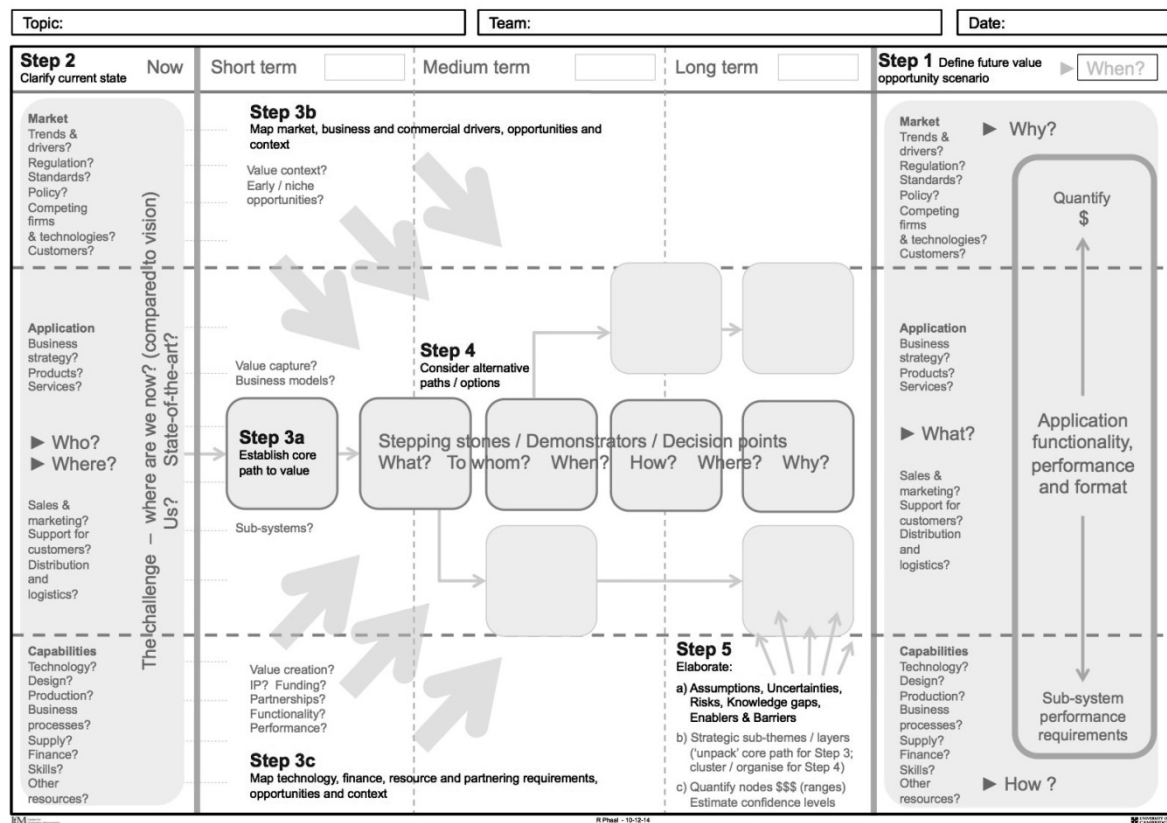 Topic:
Team:
Date:
Step 2
Clarify current state
Now
Short term
Medium term
Long term
Step 1 Define future value
opportunity scenario
When?
Market
Trends &
drivers?
Regulation?
Standards?
Policy?
Competing
firms
& technologies?
Customers?
Application
Business
strategy?
Products?
Services?
Who?
Where?
Sales &
marketing?
Support for
customers?
Distribution
and
logistics?
Capabilities
Technology?
Design?
Production?
Business
processes?
Supply?
Finance?
Skills?
Other
resources?
The challenge – where are we now? (compared to vision)
Us? State-of-the-art?
Step 3b
Map market, business and commercial drivers, opportunities and
context
Value context?
Early / niche
opportunities?
Value capture?
Business models?
Step 4
Consider alternative
paths / options
Step 3a
Establish core
path to value
Stepping stones / Demonstrators / Decision points
What? To whom? When? How? Where? Why?
Sub-systems?
Value creation?
IP? Funding?
Partnerships?
Functionality?
Performance?
Step 3c
Map technology, finance, resource and partnering requirements,
opportunities and context
Step 5
Elaborate:
a) Assumptions, Uncertainties,
Risks, Knowledge gaps,
Enablers & Barriers
b) Strategic sub-themes / layers
('unpack' core path for Step 3;
cluster / organise for Step 4)
c) Quantify nodes $$$ (ranges)
Estimate confidence levels
Market
Trends &
drivers?
Regulation?
Standards?
Policy?
Competing
firms
& technologies?
Customers?
Why?
Quantify
$
Application
Business
strategy?
Products?
Services?
What?
Application
functionality,
performance
and format
Sales &
marketing?
Support for
customers?
Distribution
and
logistics?
Capabilities
Technology?
Design?
Production?
Business
processes?
Supply?
Finance?
Skills?
Other
resources?
Sub-system
performance
requirements
How ?
IfM
R Phaal - 10-12-14
UNIVERSITY OF
CAMBRIDGE